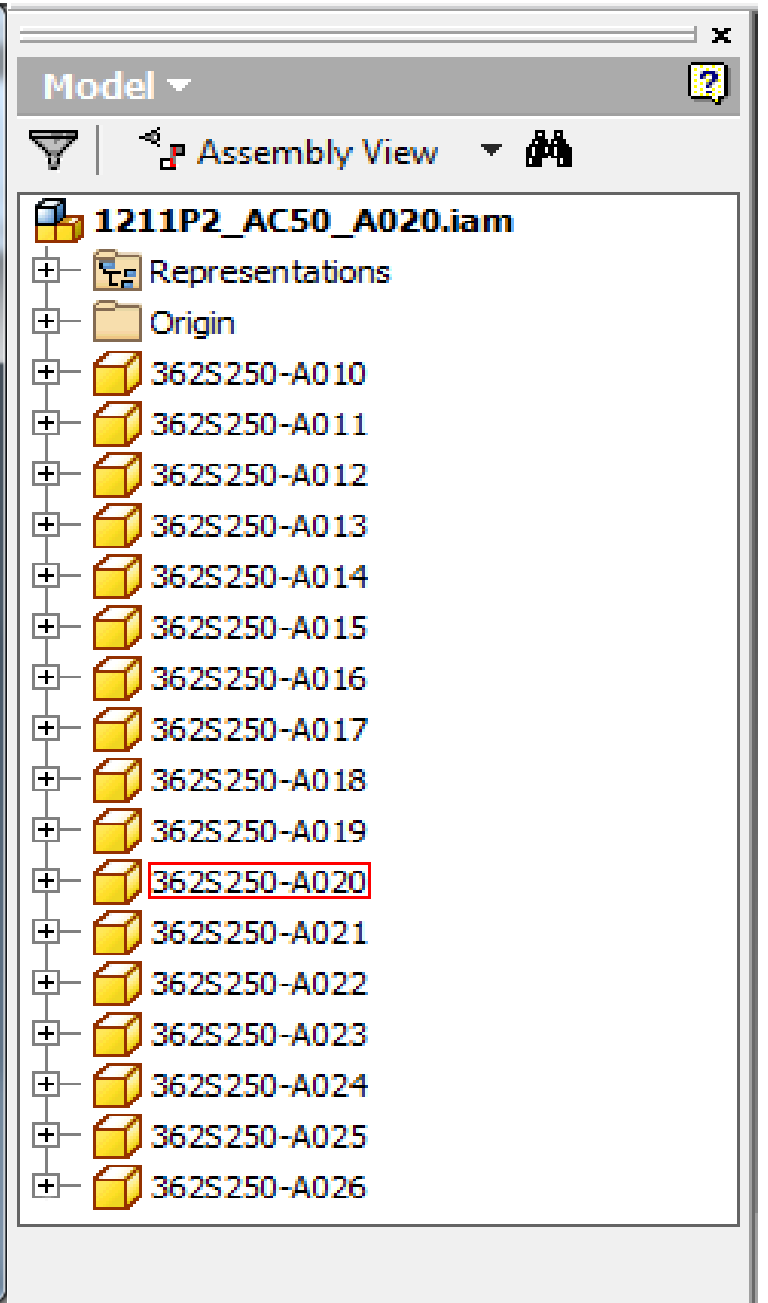 Model
Assembly View
1211P2_AC50_A020.iam
Representations
Origin
362S250-A010
362S250-A011
362S250-A012
362S250-A013
362S250-A014
362S250-A015
362S250-A016
362S250-A017
362S250-A018
362S250-A019
362S250-A020
362S250-A021
362S250-A022
362S250-A023
362S250-A024
362S250-A025
362S250-A026